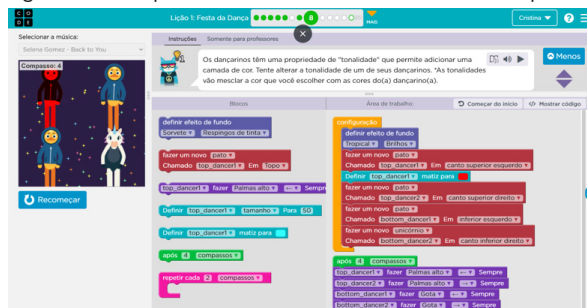 C O
D E
Lição 1: Festa da Dança
8
MAIS
Cristina
?
Selecionar a música:
Selena Gomez - Back to You
Compasso: 4
Recomeçar
Instruções Somente para professores
Os dançarinos têm uma propriedade de "tonalidade" que permite adicionar uma
camada de cor. Tente alterar a tonalidade de um de seus dançarinos. *As tonalidades
vão mesclar a cor que você escolher com as cores do(a) dançarino(a).
Menos
Blocos
Área de trabalho
Começar do início
Mostrar código
definir efeito de fundo
Sorvete Respingos de tinta
fazer um novo pato
Chamado top_dancer1 Em Topo
top_dancer1 fazer Palmas alto Sempre
Definir top_dancer1 tamanho Para 50
Definir top_dancer1 matiz para
após 4 compassos
repetir cada 2 compassos
configuração
definir efeito de fundo
Tropical Brilhos
fazer um novo pato
Chamado top_dancer1 Em canto superior esquerdo
Definir top_dancer1 matiz para
fazer um novo pato
Chamado top_dancer2 Em canto superior direito
fazer um novo pato
Chamado bottom_dancer1 Em inferior esquerdo
fazer um novo unicórnio
Chamado bottom_dancer2 Em canto inferior direito
após 4 compassos
top_dancer1 fazer Palmas alto Sempre
top_dancer2 fazer Palmas alto Sempre
bottom_dancer1 fazer Gota Sempre
bottom_dancer2 fazer Gota Sempre